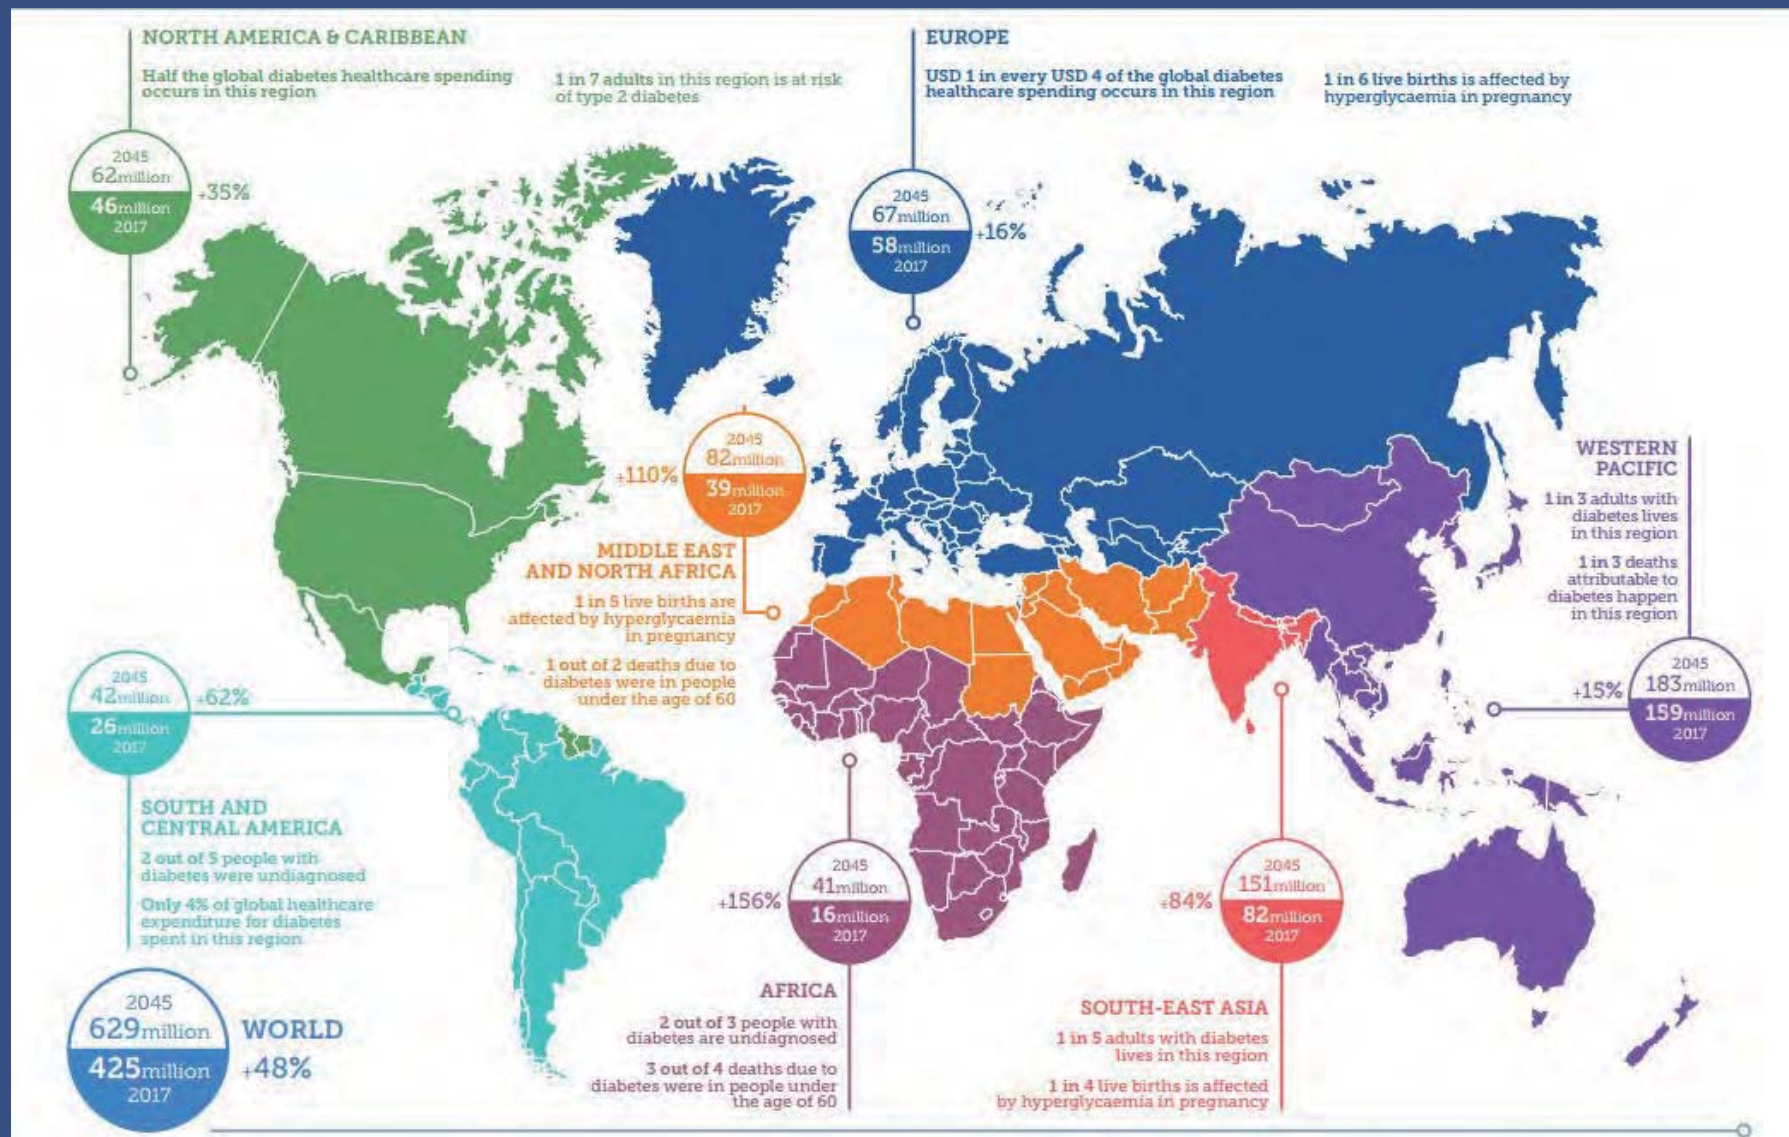 NORTH AMERICA & CARIBBEAN
Half the global diabetes healthcare spending
occurs in this region
1 in 7 adults in this region is at risk
of type 2 diabetes
2045
62million
46million
2017
+35%
EUROPE
USD 1 in every USD 4 of the global diabetes
healthcare spending occurs in this region
1 in 6 live births is affected by
hyperglycaemia in pregnancy
2045
67million
58million
2017
+16%
2045
82million
39million
2017
+110%
MIDDLE EAST
AND NORTH AFRICA
1 in 5 live births are
affected by hyperglycaemia
in pregnancy
1 out of 2 deaths due to
diabetes were in people
under the age of 60
WESTERN
PACIFIC
1 in 3 adults with
diabetes lives
in this region
1 in 3 deaths
attributable to
diabetes happen
in this region
2045
183million
159million
2017
+15%
2045
42million
26million
2017
+62%
SOUTH AND
CENTRAL AMERICA
2 out of 5 people with
diabetes were undiagnosed
Only 4% of global healthcare
expenditure for diabetes
spent in this region
2045
41million
16million
2017
+156%
AFRICA
2 out of 3 people with
diabetes are undiagnosed
3 out of 4 deaths due to
diabetes were in people under
the age of 60
2045
151million
82million
2017
+84%
SOUTH-EAST ASIA
1 in 5 adults with diabetes
lives in this region
1 in 4 live births is affected
by hyperglycaemia in pregnancy
2045
629million
425million
2017
WORLD
+48%